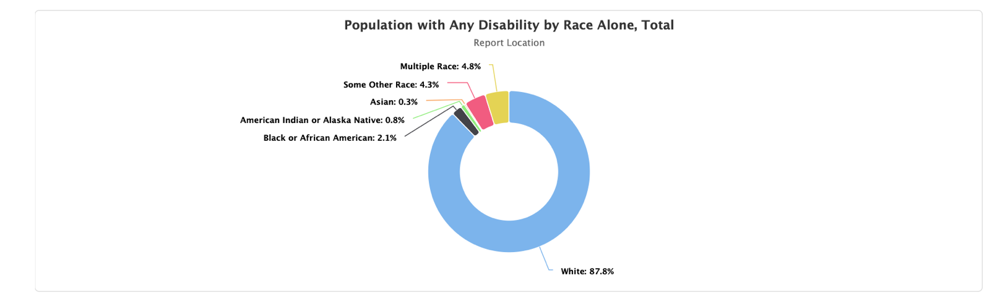 Population with Any Disability by Race Alone, Total
Report Location
Multiple Race: 4.8%
Some Other Race: 4.3%
Asian: 0.3%
American Indian or Alaska Native: 0.8%
Black or African American: 2.1%
White: 87.8%